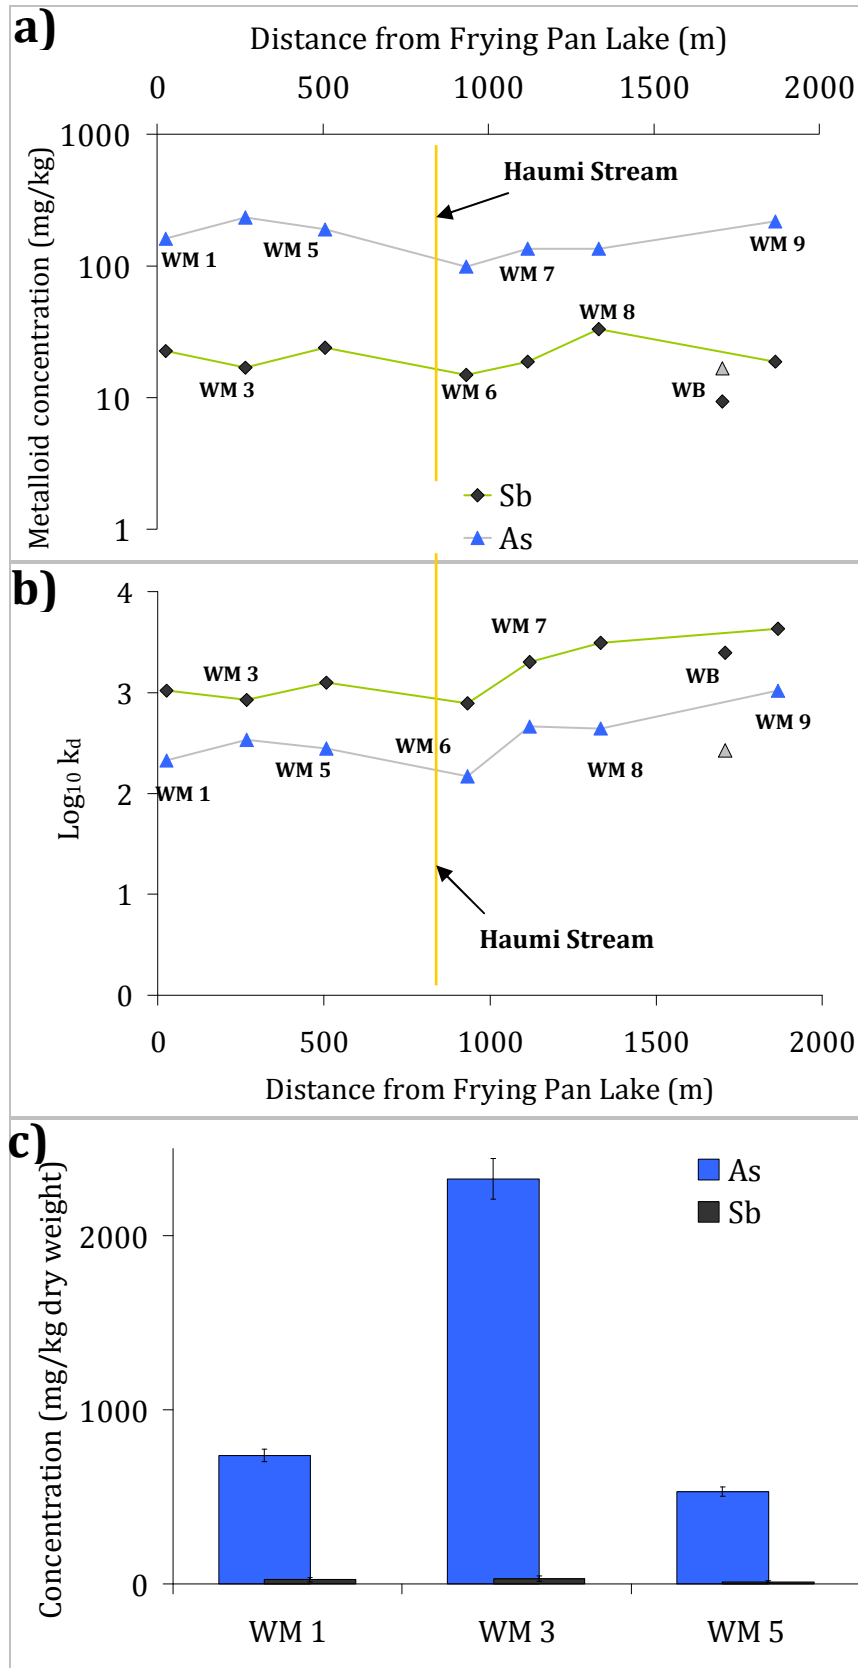 a)
Distance from Frying Pan Lake (m)
0 500 1000 1500 2000
Metalloid concentration (mg/kg)
1000
100
10
1
Haumi Stream
WM 1
WM 5
WM 7
WM 9
WM 8
WM 3
WM 6
WB
Sb
As
b)
Log10 kd
4
3
2
1
0
WM 7
WM 3
WB
WM 6
WM 9
WM 5
WM 8
WM 1
Haumi Stream
0 500 1000 1500 2000
Distance from Frying Pan Lake (m)
c)
Concentration (mg/kg dry weight)
As
Sb
2000
1000
0
WM 1 WM 3 WM 5